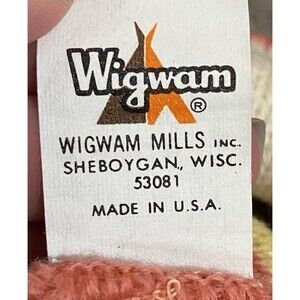 Wigwam ®
WIGWAM MILLS INC.
SHEBOYGAN, WISC.
53081
MADE IN U.S.A.